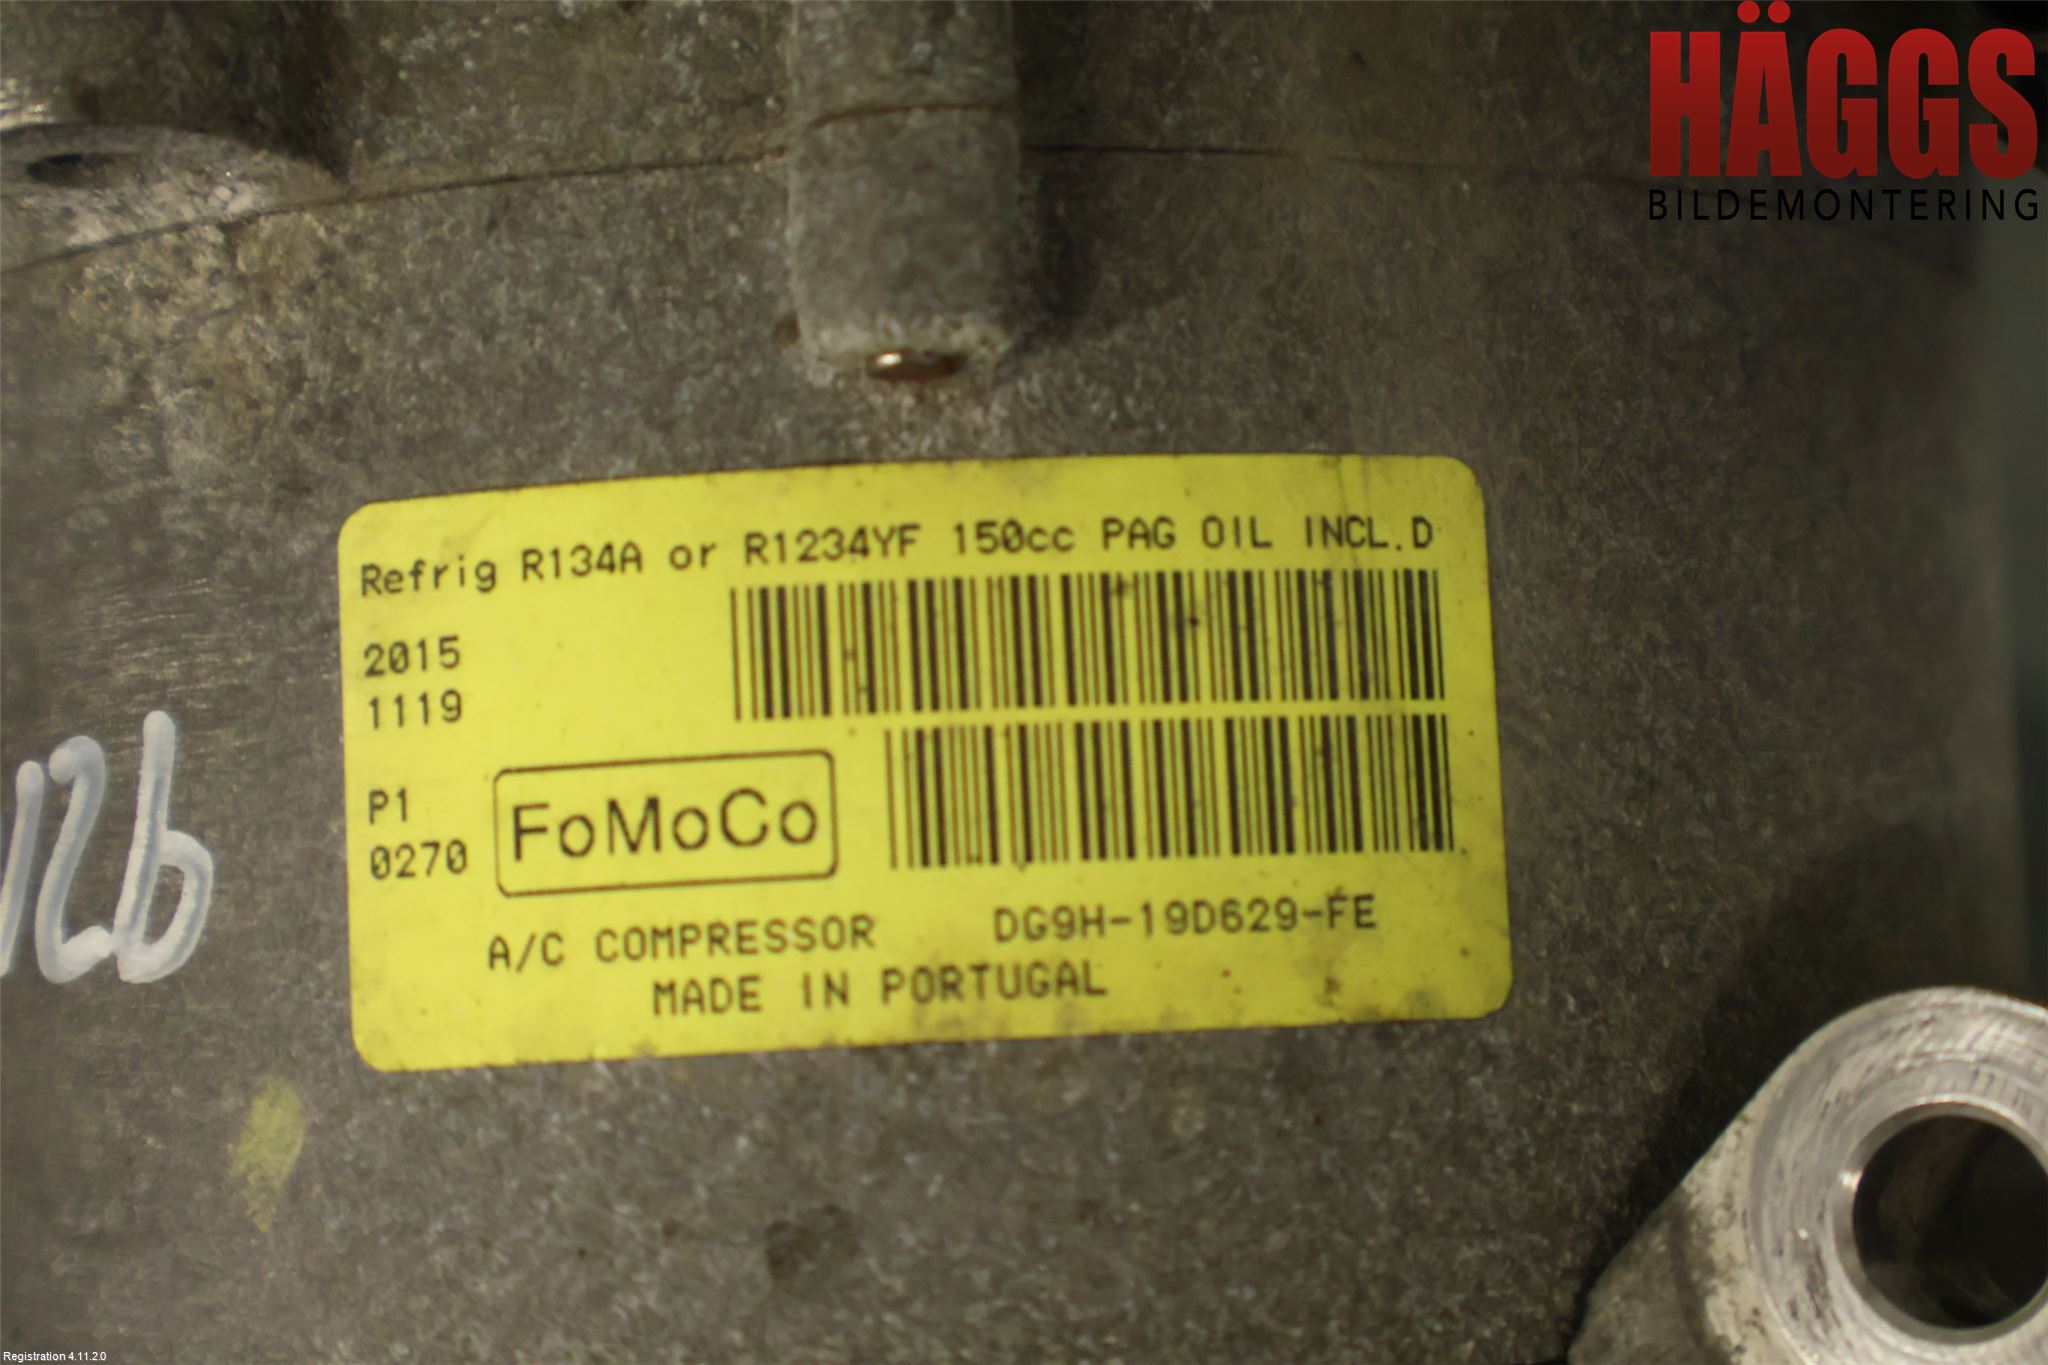 HÄGGS
BILDEMONTERING
Refrig R134A or R1234YF 150cc PAG OIL INCL.D
2015
1119
P1
0270
FoMoCo
A/C COMPRESSOR DG9H-19D629-FE
MADE IN PORTUGAL
Registration 4.11.2.0